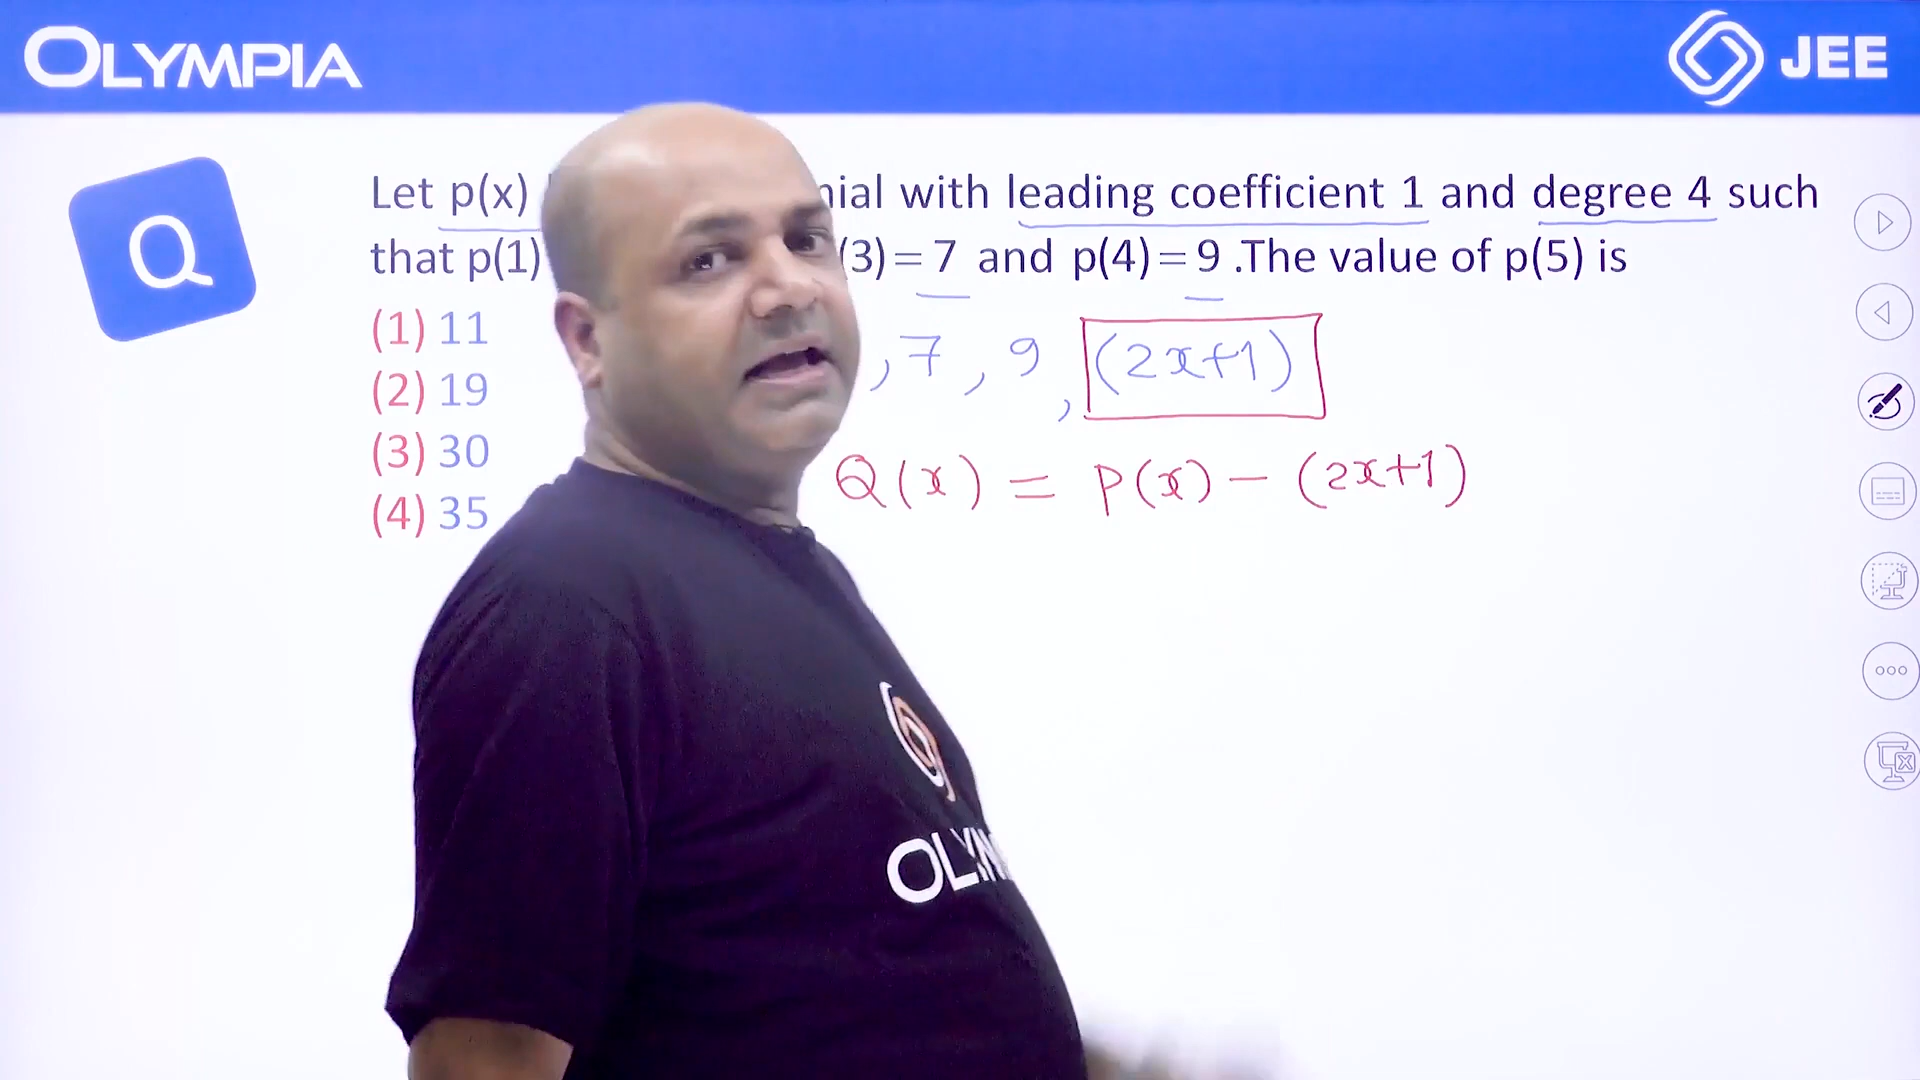 OLYMPIA
JEE
Q
Let p(x) nial with leading coefficient 1 and degree 4 such
that p(1) (3)=7 and p(4)=9 .The value of p(5) is
(1) 11
(2) 19
(3) 30
(4) 35
, 7 , 9 , (2x+1)
Q(x) = P(x) - (2x+1)
OLYM